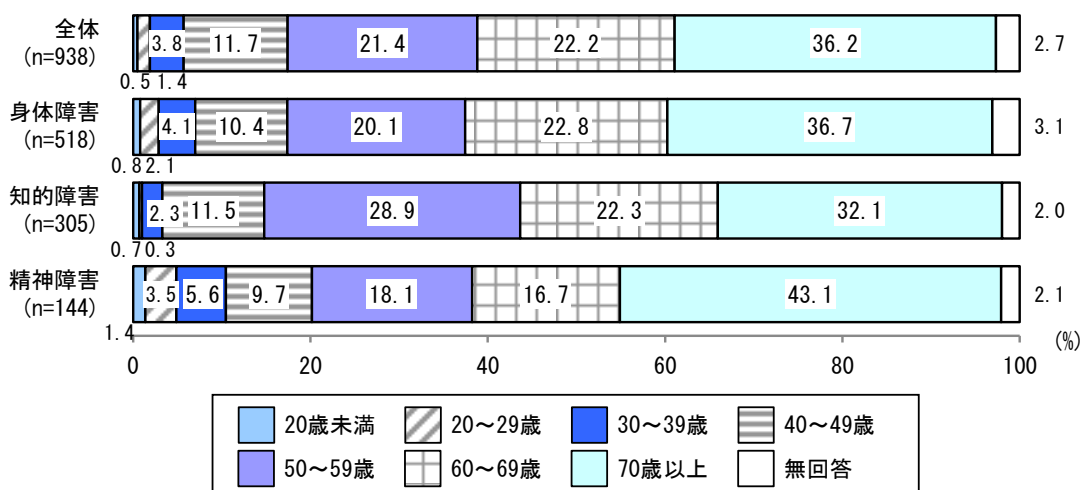 全体
(n=938)
3.8 11.7 21.4 22.2 36.2 2.7
0.5 1.4
身体障害
(n=518)
4.1 10.4 20.1 22.8 36.7 3.1
0.8 2.1
知的障害
(n=305)
2.3 11.5 28.9 22.3 32.1 2.0
0.7 0.3
精神障害
(n=144)
3.5 5.6 9.7 18.1 16.7 43.1 2.1
1.4
(%)
0 20 40 60 80 100
20歳未満 20～29歳 30～39歳 40～49歳
50～59歳 60～69歳 70歳以上 無回答